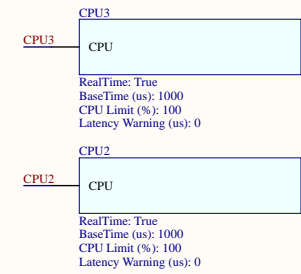 CPU3
CPU3
CPU
RealTime: True
BaseTime (us): 1000
CPU Limit (%): 100
Latency Warning (us): 0
CPU2
CPU2
CPU
RealTime: True
BaseTime (us): 1000
CPU Limit (%): 100
Latency Warning (us): 0